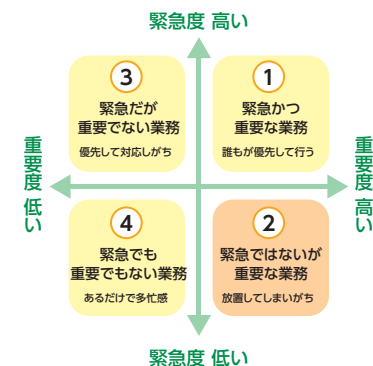 緊急度 高い
3
緊急だが
重要でない業務
優先して対応しがち
1
緊急かつ
重要な業務
誰もが優先して行う
重要度 低い
重要度 高い
4
緊急でも
重要でもない業務
あるだけで多忙感
2
緊急ではないが
重要な業務
放置してしまいがち
緊急度 低い